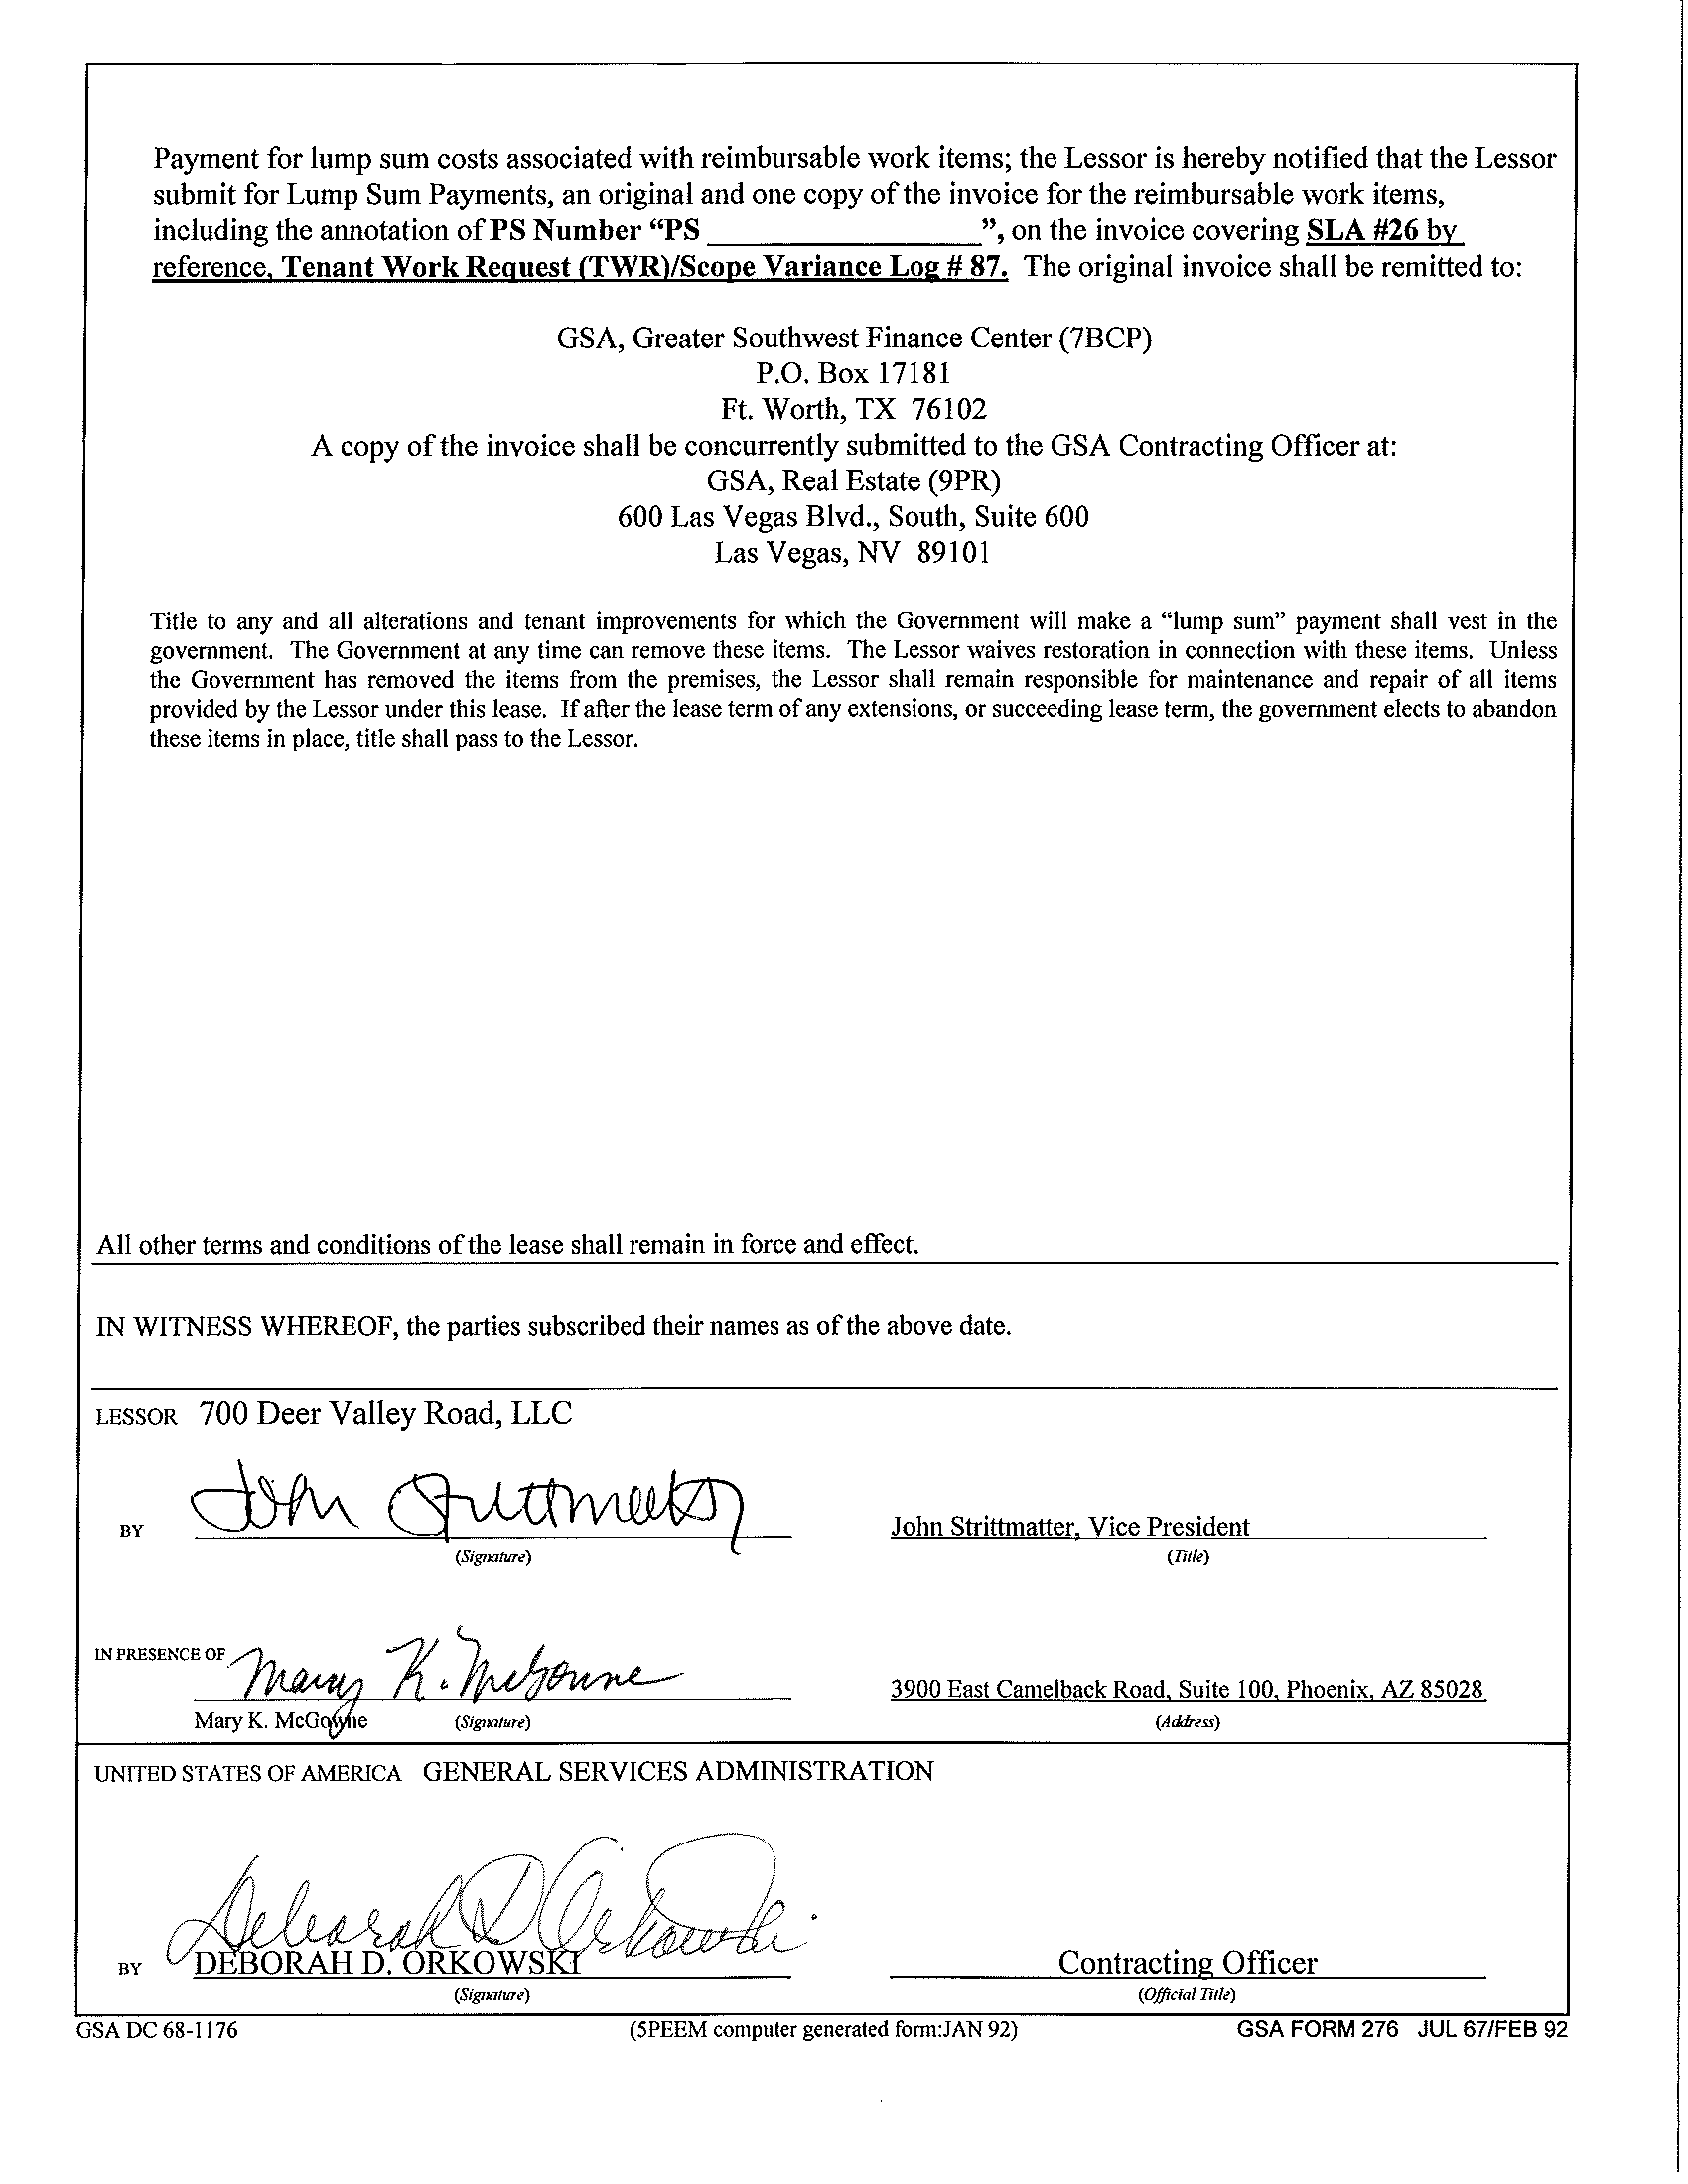 Payment for lump sum costs associated with reimbursable work items; the Lessor is hereby notified that the Lessor
submit for Lump Sum Payments, an original and one copy of the invoice for the reimbursable work items,
including the annotation of PS Number “PS ____________________”, on the invoice covering SLA #26 by
reference, Tenant Work Request (TWR)/Scope Variance Log # 87. The original invoice shall be remitted to:
GSA, Greater Southwest Finance Center (7BCP)
P.O. Box 17181
Ft. Worth, TX 76102
A copy of the invoice shall be concurrently submitted to the GSA Contracting Officer at:
GSA, Real Estate (9PR)
600 Las Vegas Blvd., South, Suite 600
Las Vegas, NV 89101
Title to any and all alterations and tenant improvements for which the Government will make a “lump sum” payment shall vest in the
government. The Government at any time can remove these items. The Lessor waives restoration in connection with these items. Unless
the Government has removed the items from the premises, the Lessor shall remain responsible for maintenance and repair of all items
provided by the Lessor under this lease. If after the lease term of any extensions, or succeeding lease term, the government elects to abandon
these items in place, title shall pass to the Lessor.
All other terms and conditions of the lease shall remain in force and effect.
IN WITNESS WHEREOF, the parties subscribed their names as of the above date.
LESSOR 700 Deer Valley Road, LLC
John Strittmatter
BY John Strittmatter, Vice President
(Signature) (Title)
IN PRESENCE OF Mary K. McGowne
3900 East Camelback Road, Suite 100, Phoenix, AZ 85028
Mary K. McGowne (Signature) (Address)
UNITED STATES OF AMERICA GENERAL SERVICES ADMINISTRATION
Deborah D Orkowski
BY DEBORAH D. ORKOWSKI Contracting Officer
(Signature) (Official Title)
GSA DC 68-1176 (5PEEM computer generated form:JAN 92) GSA FORM 276 JUL 67/FEB 92